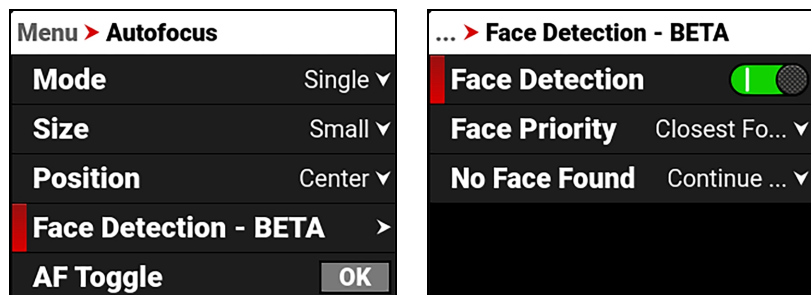 Menu > Autofocus
Mode Single
Size Small
Position Center
Face Detection - BETA
AF Toggle OK
... > Face Detection - BETA
Face Detection
Face Priority Closest Fo...
No Face Found Continue ...